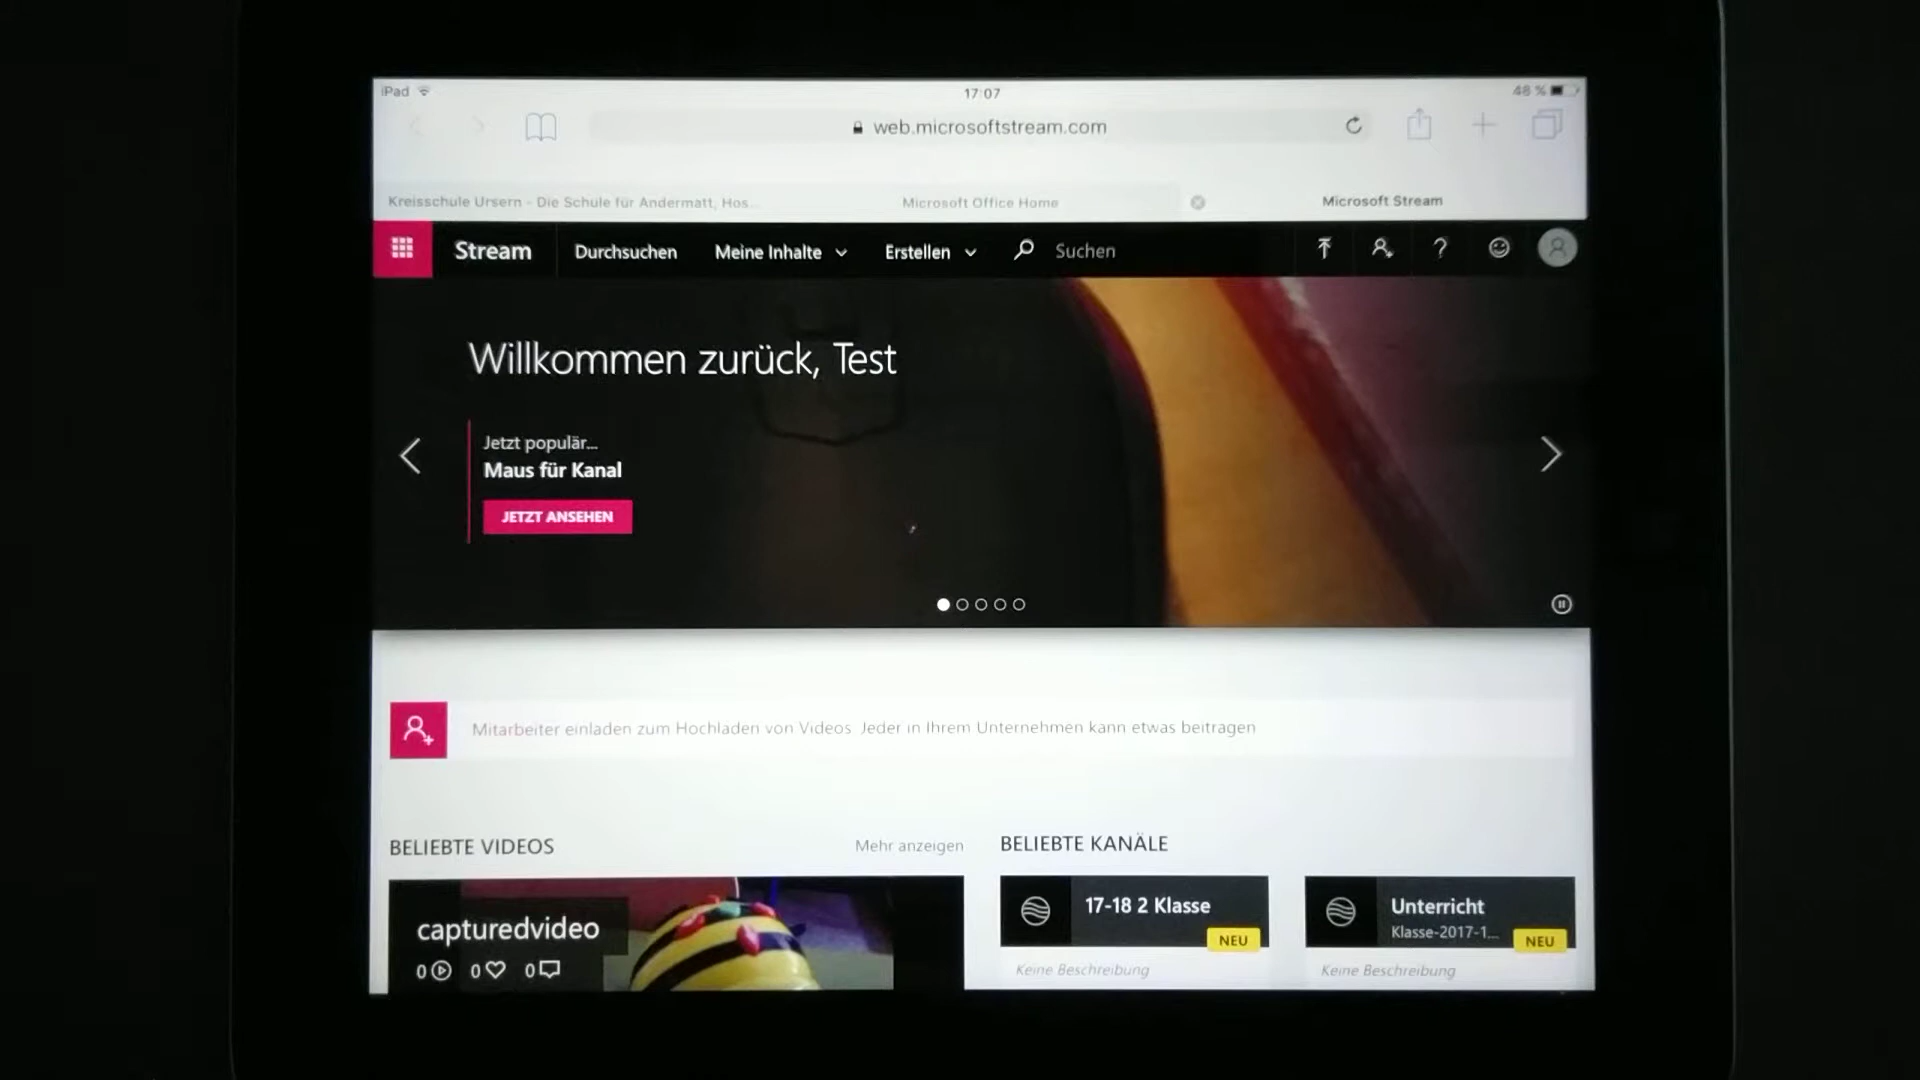 iPad
17:07
48 %
web.microsoftstream.com
Kreisschule Ursern - Die Schule für Andermatt, Hos...
Microsoft Office Home
Microsoft Stream
Stream
Durchsuchen
Meine Inhalte
Erstellen
Suchen
?
Willkommen zurück, Test
Jetzt populär...
Maus für Kanal
JETZT ANSEHEN
Mitarbeiter einladen zum Hochladen von Videos Jeder in Ihrem Unternehmen kann etwas beitragen
BELIEBTE VIDEOS
Mehr anzeigen
capturedvideo
0 0 0
BELIEBTE KANÄLE
17-18 2 Klasse
NEU
Keine Beschreibung
Unterricht
Klasse-2017-1...
NEU
Keine Beschreibung